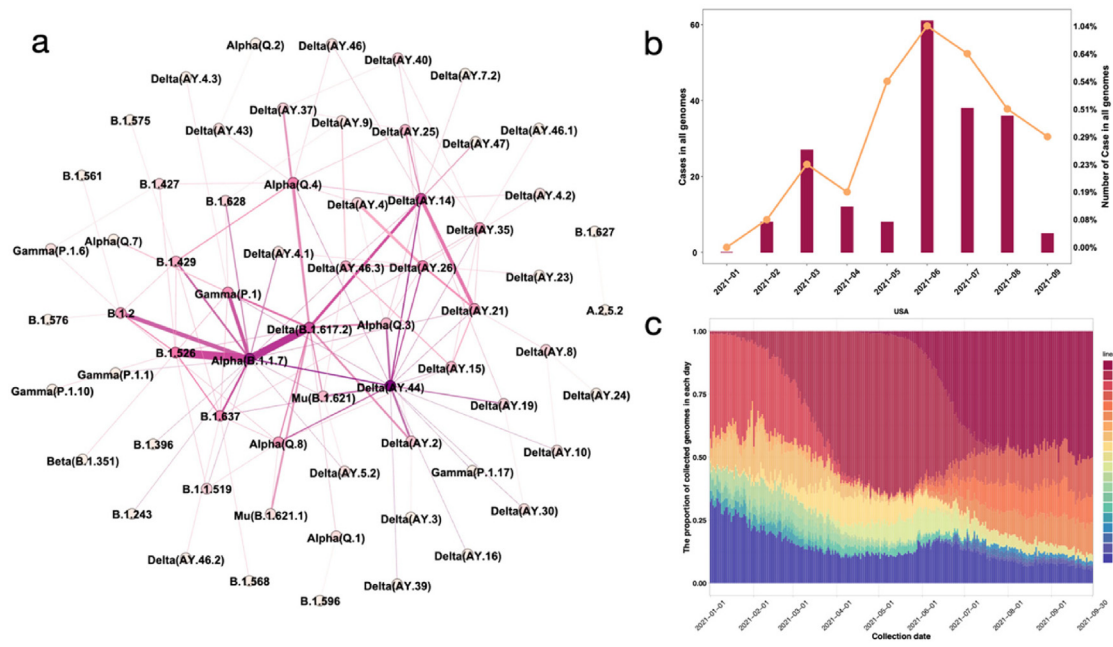 a
Alpha(Q.2)
Delta(AY.46)
Delta(AY.40)
Delta(AY.4.3)
Delta(AY.7.2)
Delta(AY.37)
B.1.575
Delta(AY.43)
Delta(AY.9)
Delta(AY.25)
Delta(AY.46.1)
Delta(AY.47)
B.1.561
B.1.427
Alpha(Q.4)
B.1.628
Delta(AY.4)
Delta(AY.14)
Delta(AY.4.2)
Gamma(P.1.6)
Alpha(Q.7)
Delta(AY.35)
B.1.627
B.1.429
Delta(AY.4.1)
Delta(AY.46.3)
Delta(AY.26)
Delta(AY.23)
Gamma(P.1)
B.1.576
B.1.2
Delta(B.1.617.2)
Alpha(Q.3)
Delta(AY.21)
A.2.5.2
B.1.526
Alpha(B.1.1.7)
Delta(AY.8)
Gamma(P.1.1)
Delta(AY.15)
Gamma(P.1.10)
Delta(AY.44)
Delta(AY.24)
Mu(B.1.621)
Delta(AY.19)
B.1.637
B.1.396
Alpha(Q.8)
Delta(AY.2)
Beta(B.1.351)
Delta(AY.10)
Delta(AY.5.2)
Gamma(P.1.17)
B.1.1.519
B.1.243
Mu(B.1.621.1)
Delta(AY.3)
Delta(AY.30)
Alpha(Q.1)
Delta(AY.46.2)
Delta(AY.16)
B.1.568
Delta(AY.39)
B.1.596
b
Cases in all genomes
60
40
20
0
1.04%
0.64%
0.54%
0.51%
0.29%
0.23%
0.19%
0.08%
0.00%
Number of Case in all genomes
2021-01
2021-02
2021-03
2021-04
2021-05
2021-06
2021-07
2021-08
2021-09
c
USA
The proportion of collected genomes in each day
1.00
0.75
0.50
0.25
0.00
line
2021-01-01
2021-02-01
2021-03-01
2021-04-01
2021-05-01
2021-06-01
2021-07-01
2021-08-01
2021-09-01
2021-09-30
Collection date